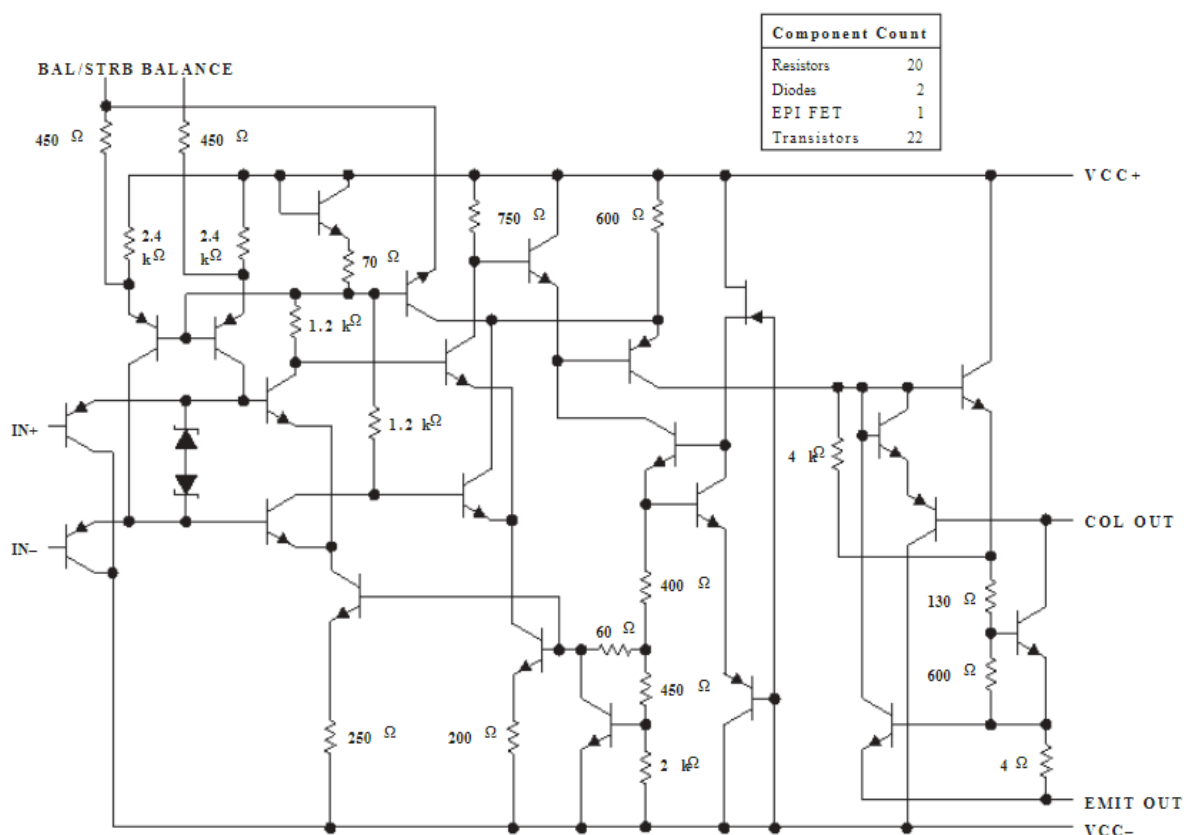 Component Count
Resistors 20
Diodes 2
EPI FET 1
Transistors 22
BAL/STRB BALANCE
450 Ω
450 Ω
VCC+
2.4 kΩ
2.4 kΩ
70 Ω
750 Ω
600 Ω
1.2 kΩ
1.2 kΩ
IN+
4 kΩ
COL OUT
IN–
400 Ω
130 Ω
60 Ω
600 Ω
450 Ω
250 Ω
200 Ω
2 kΩ
4 Ω
EMIT OUT
VCC–